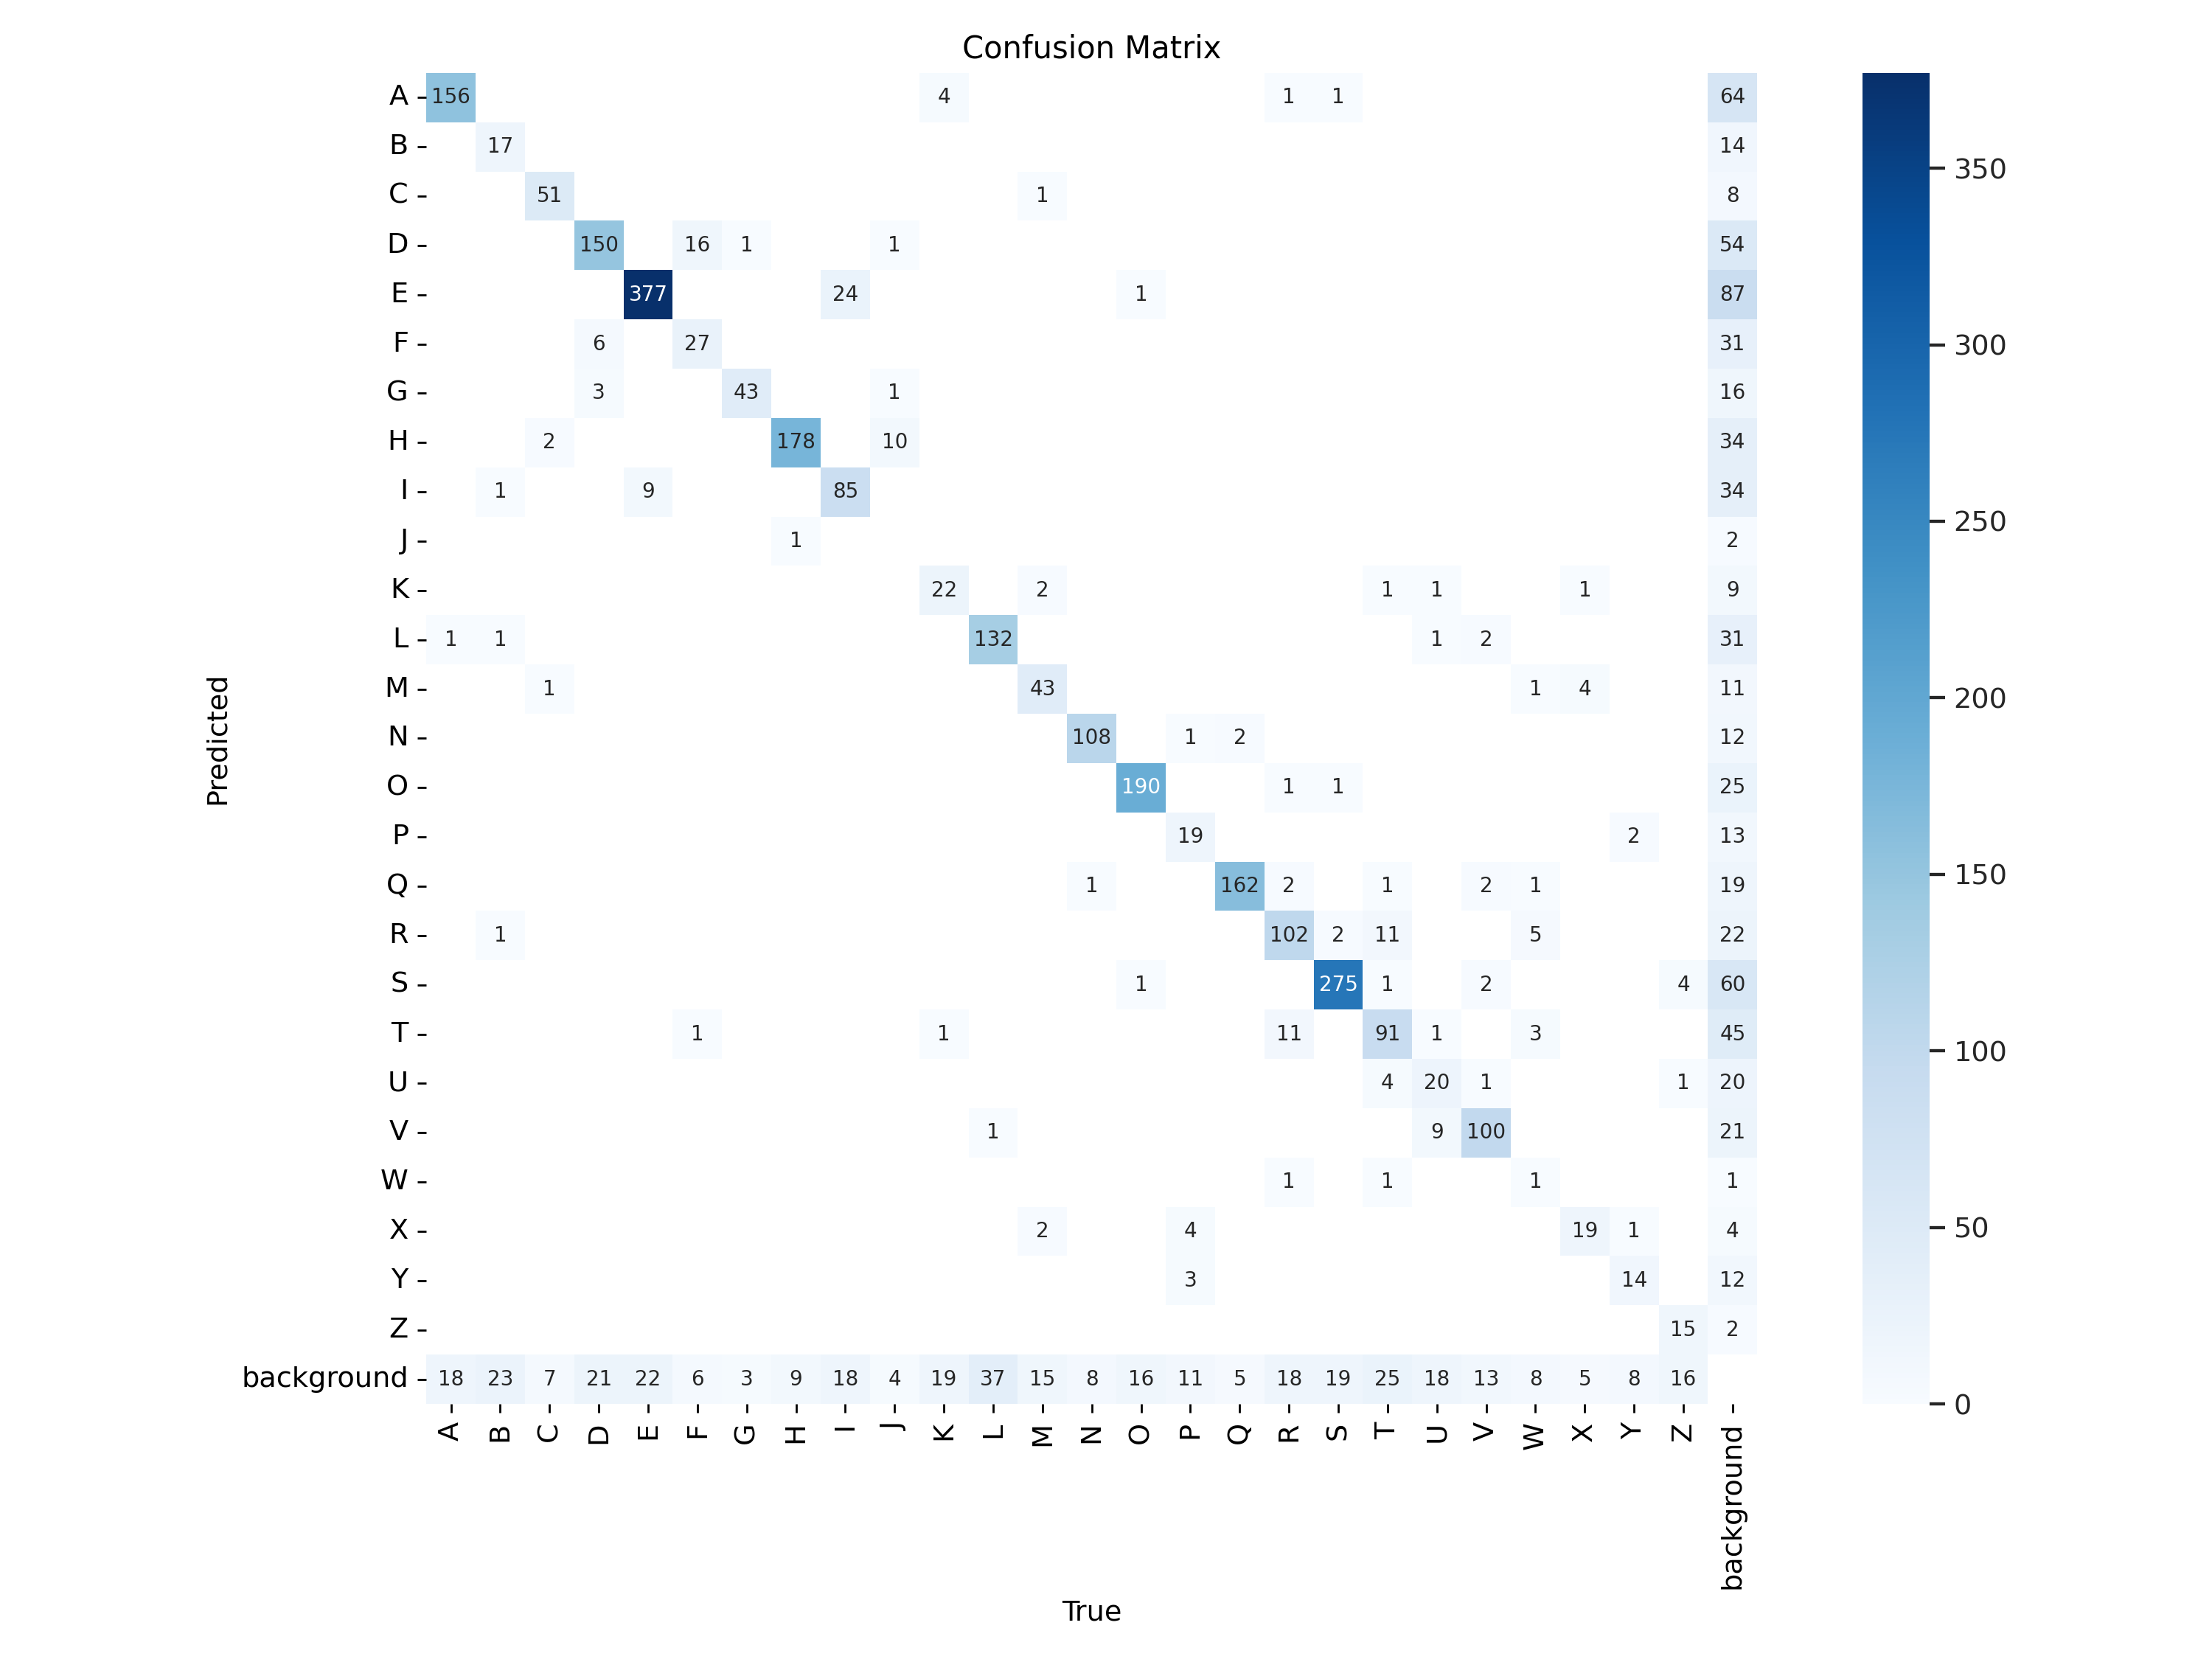 Confusion Matrix
A 156 4 1 1 64
B 17 14
C 51 1 8
D 150 16 1 1 54
E 377 24 1 87
F 6 27 31
G 3 43 1 16
H 2 178 10 34
I 1 9 85 34
J 1 2
K 22 2 1 1 1 9
L 1 1 132 1 2 31
M 1 43 1 4 11
N 108 1 2 12
O 190 1 1 25
P 19 2 13
Q 1 162 2 1 2 1 19
R 1 102 2 11 5 22
S 1 275 1 2 4 60
T 1 1 11 91 1 3 45
U 4 20 1 1 20
V 1 9 100 21
W 1 1 1 1
X 2 4 19 1 4
Y 3 14 12
Z 15 2
background 18 23 7 21 22 6 3 9 18 4 19 37 15 8 16 11 5 18 19 25 18 13 8 5 8 16
A B C D E F G H I J K L M N O P Q R S T U V W X Y Z background
Predicted
True
350
300
250
200
150
100
50
0